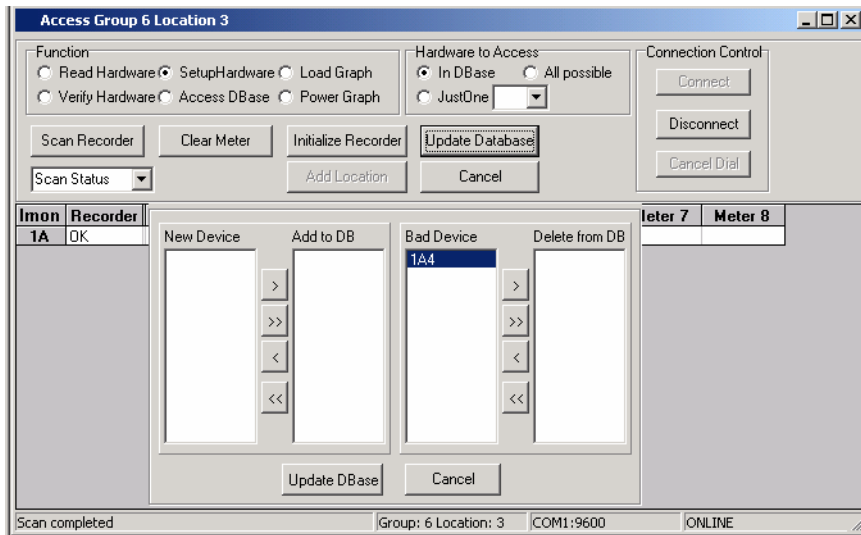 Access Group 6 Location 3
Function
Hardware to Access
Connection Control
Read Hardware SetupHardware Load Graph
In DBase All possible
Connect
Verify Hardware Access DBase Power Graph
JustOne
Disconnect
Scan Recorder Clear Meter Initialize Recorder Update Database
Cancel Dial
Scan Status Add Location Cancel
Imon Recorder leter 7 Meter 8
1A OK
New Device Add to DB Bad Device Delete from DB
1A4
> >
>> >>
< <
<< <<
Update DBase Cancel
Scan completed Group: 6 Location: 3 COM1:9600 ONLINE